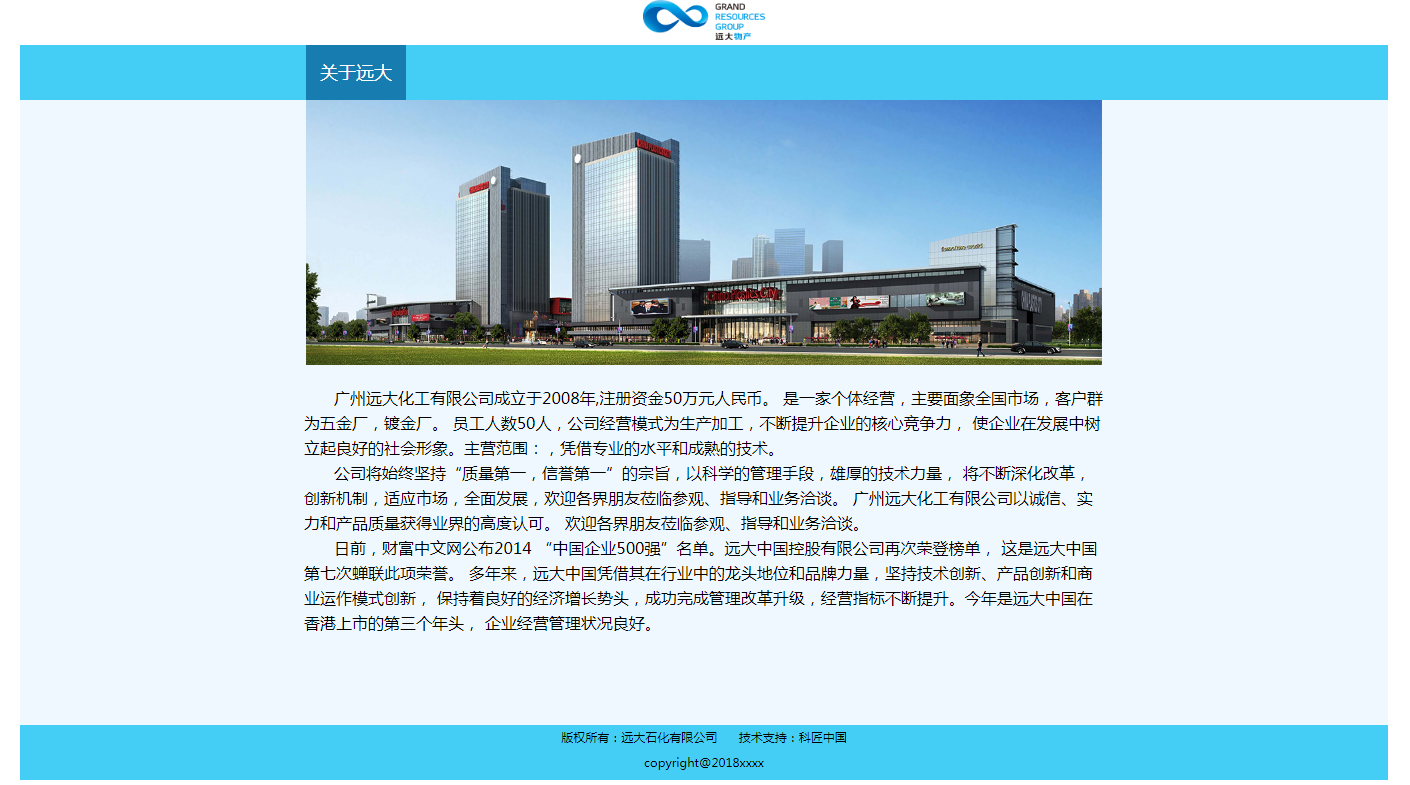 GRAND
RESOURCES
GROUP
远大物产
关于远大
广州远大化工有限公司成立于2008年,注册资金50万元人民币。 是一家个体经营，主要面象全国市场，客户群
为五金厂，镀金厂。 员工人数50人，公司经营模式为生产加工，不断提升企业的核心竞争力， 使企业在发展中树
立起良好的社会形象。主营范围：，凭借专业的水平和成熟的技术。
公司将始终坚持“质量第一，信誉第一”的宗旨，以科学的管理手段，雄厚的技术力量， 将不断深化改革，
创新机制，适应市场，全面发展，欢迎各界朋友莅临参观、指导和业务洽谈。 广州远大化工有限公司以诚信、实
力和产品质量获得业界的高度认可。 欢迎各界朋友莅临参观、指导和业务洽谈。
日前，财富中文网公布2014 “中国企业500强”名单。远大中国控股有限公司再次荣登榜单， 这是远大中国
第七次蝉联此项荣誉。 多年来，远大中国凭借其在行业中的龙头地位和品牌力量，坚持技术创新、产品创新和商
业运作模式创新， 保持着良好的经济增长势头，成功完成管理改革升级，经营指标不断提升。今年是远大中国在
香港上市的第三个年头， 企业经营管理状况良好。
版权所有：远大石化有限公司 技术支持：科匠中国
copyright@2018xxxx